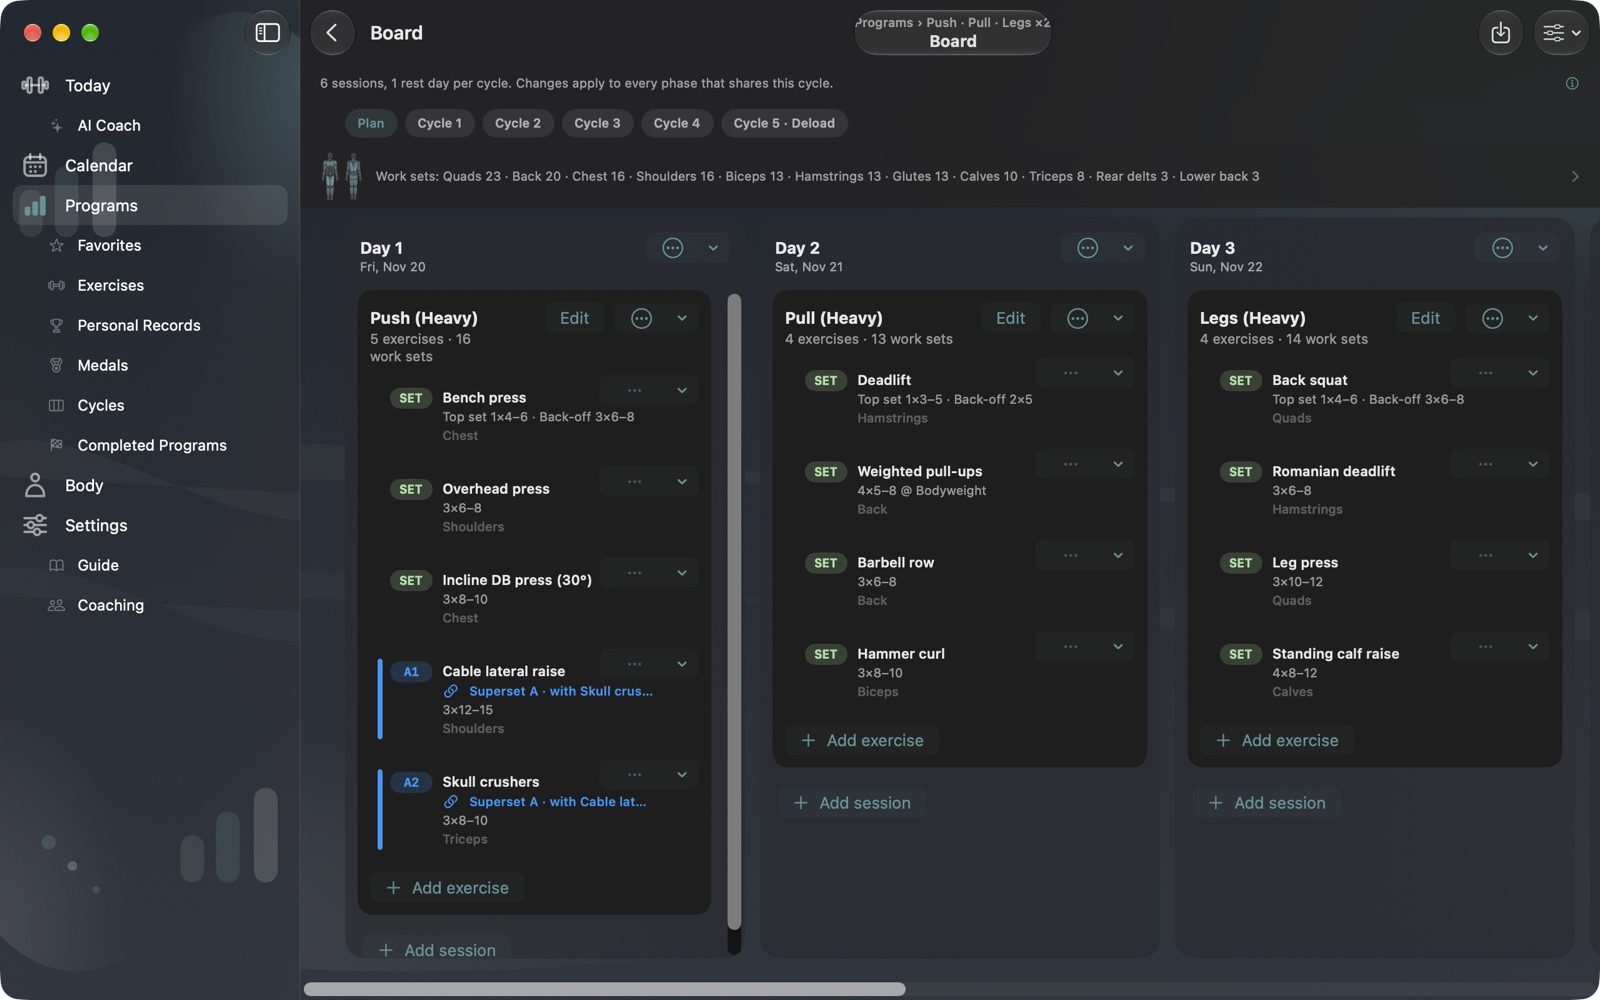 Today
AI Coach
Calendar
Programs
Favorites
Exercises
Personal Records
Medals
Cycles
Completed Programs
Body
Settings
Guide
Coaching
Board
Programs › Push · Pull · Legs ×2
Board
6 sessions, 1 rest day per cycle. Changes apply to every phase that shares this cycle.
Plan
Cycle 1
Cycle 2
Cycle 3
Cycle 4
Cycle 5 · Deload
Work sets: Quads 23 · Back 20 · Chest 16 · Shoulders 16 · Biceps 13 · Hamstrings 13 · Glutes 13 · Calves 10 · Triceps 8 · Rear delts 3 · Lower back 3
Day 1
Fri, Nov 20
Push (Heavy)
Edit
5 exercises · 16
work sets
SET
Bench press
Top set 1×4–6 · Back-off 3×6–8
Chest
SET
Overhead press
3×6–8
Shoulders
SET
Incline DB press (30°)
3×8–10
Chest
A1
Cable lateral raise
Superset A · with Skull crus...
3×12–15
Shoulders
A2
Skull crushers
Superset A · with Cable lat...
3×8–10
Triceps
+ Add exercise
+ Add session
Day 2
Sat, Nov 21
Pull (Heavy)
Edit
4 exercises · 13 work sets
SET
Deadlift
Top set 1×3–5 · Back-off 2×5
Hamstrings
SET
Weighted pull-ups
4×5–8 @ Bodyweight
Back
SET
Barbell row
3×6–8
Back
SET
Hammer curl
3×8–10
Biceps
+ Add exercise
+ Add session
Day 3
Sun, Nov 22
Legs (Heavy)
Edit
4 exercises · 14 work sets
SET
Back squat
Top set 1×4–6 · Back-off 3×6–8
Quads
SET
Romanian deadlift
3×6–8
Hamstrings
SET
Leg press
3×10–12
Quads
SET
Standing calf raise
4×8–12
Calves
+ Add exercise
+ Add session